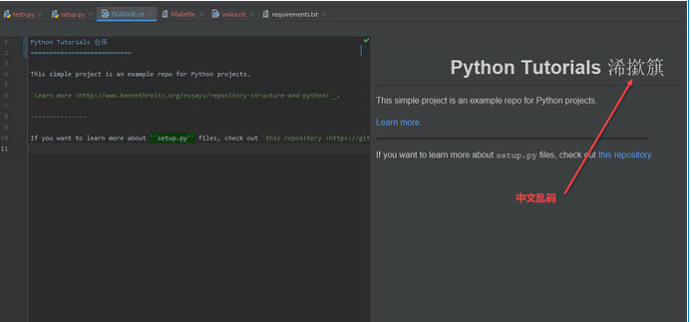 testx.py
setup.py
README.rst
Makefile
index.rst
requirements.txt
1 Python Tutorials 仓库
2 ===========================
3
4 This simple project is an example repo for Python projects.
5
6 `Learn more <http://www.kennethreitz.org/essays/repository-structure-and-python>`_.
7
8 ---------------
9
10 If you want to learn more about ``setup.py`` files, check out `this repository <https://git
11
Python Tutorials 浠撳簱
This simple project is an example repo for Python projects.
Learn more.
If you want to learn more about setup.py files, check out this repository.
中文乱码